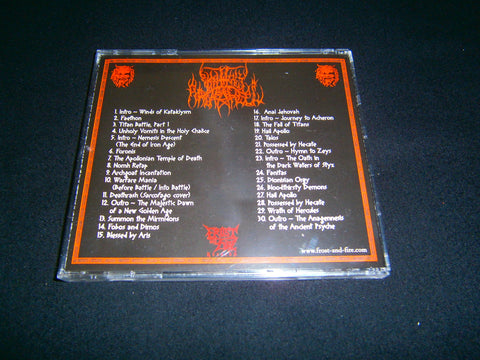 1. Intro - Winds of Kataklysm
2. Faethon
3. Titan Battle, Part 1
4. Unholy Vomits in the Holy Chalice
5. Intro - Nemesis Descent
(The End of Iron Age)
6. Foronis
7. The Apollonian Temple of Death
8. Homh Retap
9. Archgoat Incantation
10. Warfare Mania
(Before Battle / Into Battle)
11. Deathrash (Sarcofago cover)
12. Outro - The Majestic Dawn
of a New Golden Age
13. Summon the Mirmidons
14. Fobos and Dimos
15. Blessed by Aris
16. Anai Jehovah
17. Intro - Journey to Acheron
18. The Fall of Titans
19. Hail Apollo
20. Talos
21. Possessed by Hecate
22. Outro - Hymn to Zeys
23. Intro - The Oath in
the Dark Waters of Styx
24. Fanitas
25. Dionisian Orgy
26. Bloodthirsty Demons
27. Hail Apollo
28. Possessed by Hecate
29. Wrath of Hercules
30. Outro - The Anagennesis
of the Ancient Psyche
www.frost-and-fire.com